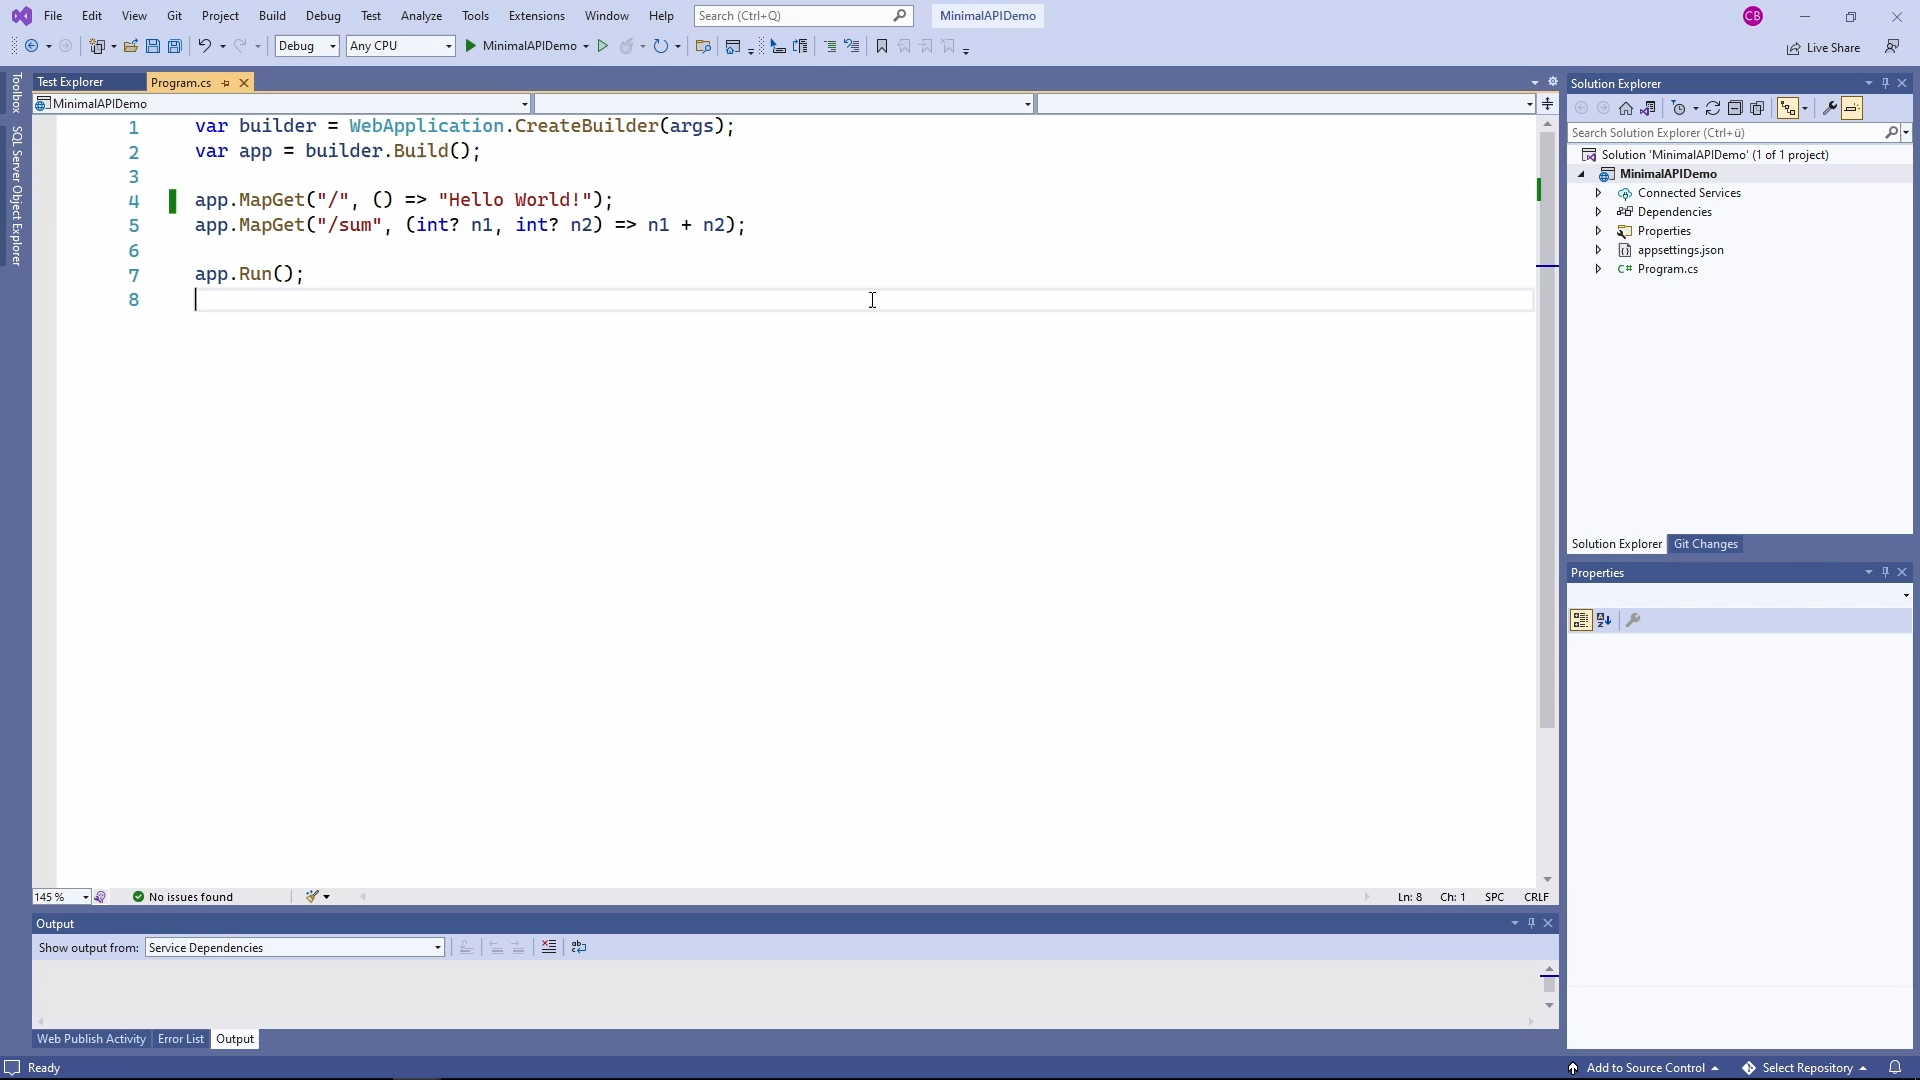 File Edit View Git Project Build Debug Test Analyze Tools Extensions Window Help Search (Ctrl+Q) MinimalAPIDemo CB
Debug Any CPU MinimalAPIDemo Live Share
Toolbox
SQL Server Object Explorer
Test Explorer Program.cs
MinimalAPIDemo
1 var builder = WebApplication.CreateBuilder(args);
2 var app = builder.Build();
3
4 app.MapGet("/", () => "Hello World!");
5 app.MapGet("/sum", (int? n1, int? n2) => n1 + n2);
6
7 app.Run();
8
145 % No issues found Ln: 8 Ch: 1 SPC CRLF
Output
Show output from: Service Dependencies
Web Publish Activity Error List Output
Solution Explorer
Search Solution Explorer (Ctrl+ü)
Solution 'MinimalAPIDemo' (1 of 1 project)
MinimalAPIDemo
Connected Services
Dependencies
Properties
appsettings.json
C# Program.cs
Solution Explorer Git Changes
Properties
Ready Add to Source Control Select Repository